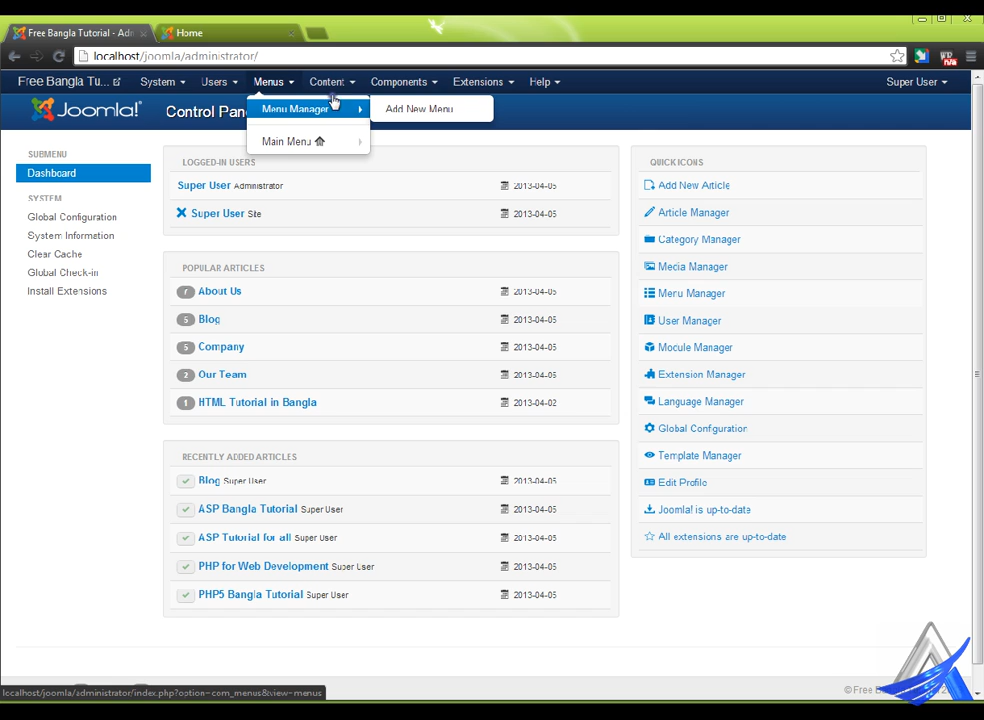 Free Bangla Tutorial - Adm
Home
localhost/joomla/administrator/
Free Bangla Tu...
System
Users
Menus
Content
Components
Extensions
Help
Super User
Joomla!
Control Pan
Menu Manager
Add New Menu
Main Menu
SUBMENU
Dashboard
SYSTEM
Global Configuration
System Information
Clear Cache
Global Check-in
Install Extensions
LOGGED-IN USERS
Super User Administrator 2013-04-05
Super User Site 2013-04-05
POPULAR ARTICLES
About Us 2013-04-05
5 Blog 2013-04-05
5 Company 2013-04-05
2 Our Team 2013-04-05
1 HTML Tutorial in Bangla 2013-04-02
RECENTLY ADDED ARTICLES
Blog Super User 2013-04-05
ASP Bangla Tutorial Super User 2013-04-05
ASP Tutorial for all Super User 2013-04-05
PHP for Web Development Super User 2013-04-05
PHP5 Bangla Tutorial Super User 2013-04-05
QUICK ICONS
Add New Article
Article Manager
Category Manager
Media Manager
Menu Manager
User Manager
Module Manager
Extension Manager
Language Manager
Global Configuration
Template Manager
Edit Profile
Joomla! is up-to-date
All extensions are up-to-date
localhost/joomla/administrator/index.php?option=com_menus&view=menus
© Free